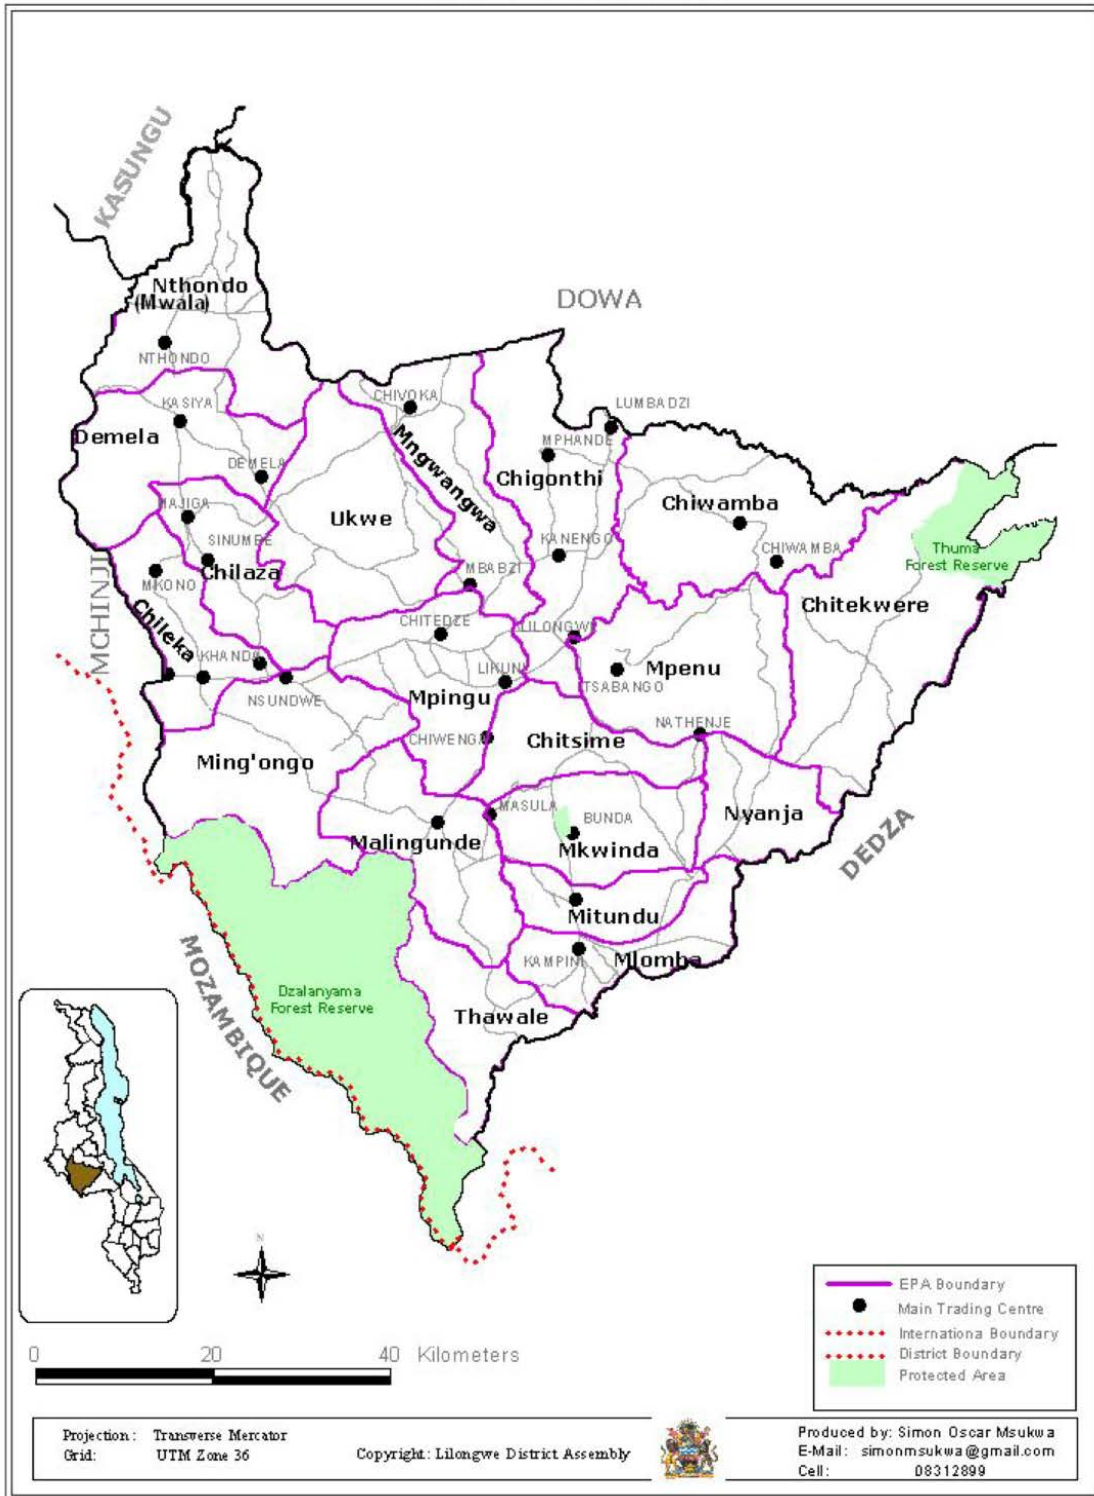 KASUNGU
DOWA
Nthondo
(Mwala)
NTHONDO
CHIVOKA
KASIYA
LUMBADZI
Demela
MPHANDE
Mngwangwa
DEMELA
Chigonthi
Chiwamba
MAJIGA
Ukwe
SINUMBE
KANENGO
CHIWAMBA
Thuma
Forest Reserve
MCHINJI
MKONO
Chilaza
MBABZI
Chitekwere
Chileka
CHITEDZE
LILONGWE
KHANDA
LIKUNI
Mpenu
NSUNDWE
Mpingu
TSABANGO
CHIWENGA
Chitsime
NATHENJE
Ming'ongo
MASULA
BUNDA
Nyanja
Malingunde
Mkwinda
DEDZA
Mitundu
KAMPINI
Mlomba
MOZAMBIQUE
Dzalanyama
Forest Reserve
Thawale
N
0 20 40 Kilometers
EPA Boundary
Main Trading Centre
Internationa Boundary
District Boundary
Protected Area
Projection: Transverse Mercator
Grid: UTM Zone 36
Copyright: Lilongwe District Assembly
Produced by: Simon Oscar Msukwa
E-Mail: simonmsukwa@gmail.com
Cell: 08312899